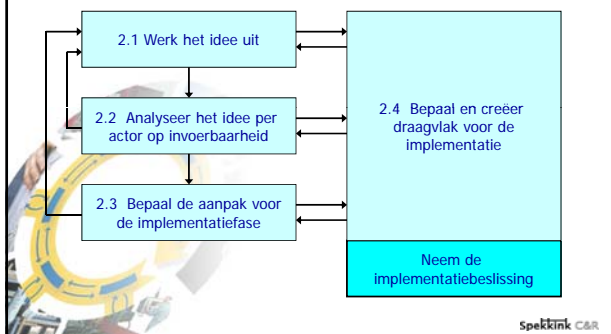 2.1 Werk het idee uit
2.2 Analyseer het idee per
actor op invoerbaarheid
2.3 Bepaal de aanpak voor
de implementatiefase
2.4 Bepaal en creëer
draagvlak voor de
implementatie
Neem de
implementatiebeslissing
Spekkink C&R